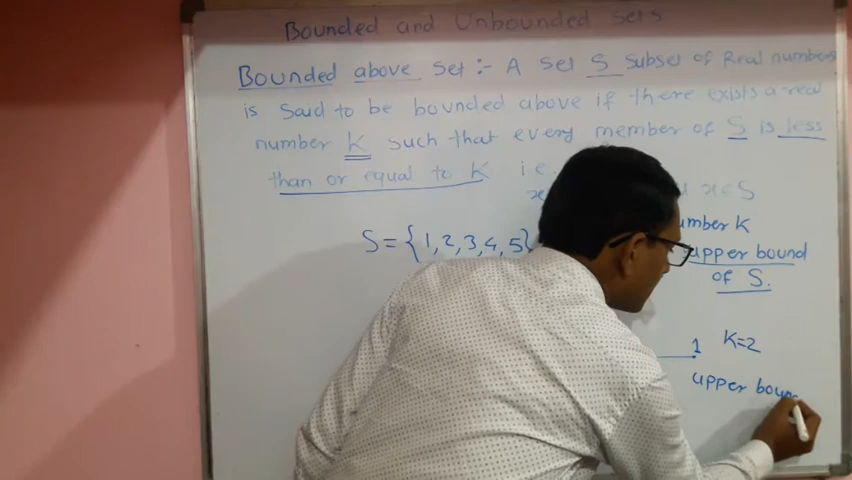 Bounded and Unbounded sets
Bounded above set :- A set S subset of Real numbers
is said to be bounded above if there exists a real
number K such that every member of S is less
than or equal to K i.e.
x x∈S
S = {1,2,3,4,5}
number K
upper bound
of S.
1 K=2
upper boun